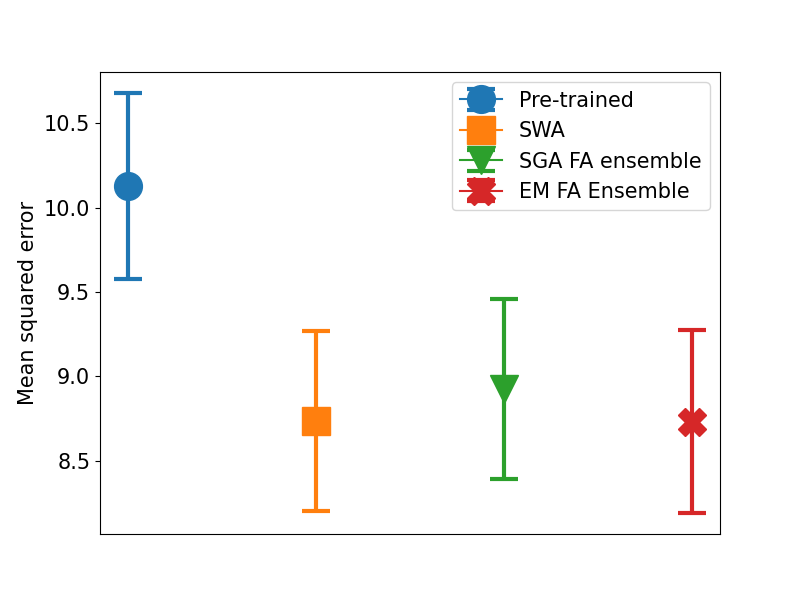 Pre-trained
SWA
SGA FA ensemble
EM FA Ensemble
10.5
10.0
9.5
9.0
8.5
Mean squared error